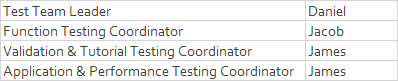 Test Team Leader Daniel
Function Testing Coordinator Jacob
Validation & Tutorial Testing Coordinator James
Application & Performance Testing Coordinator James